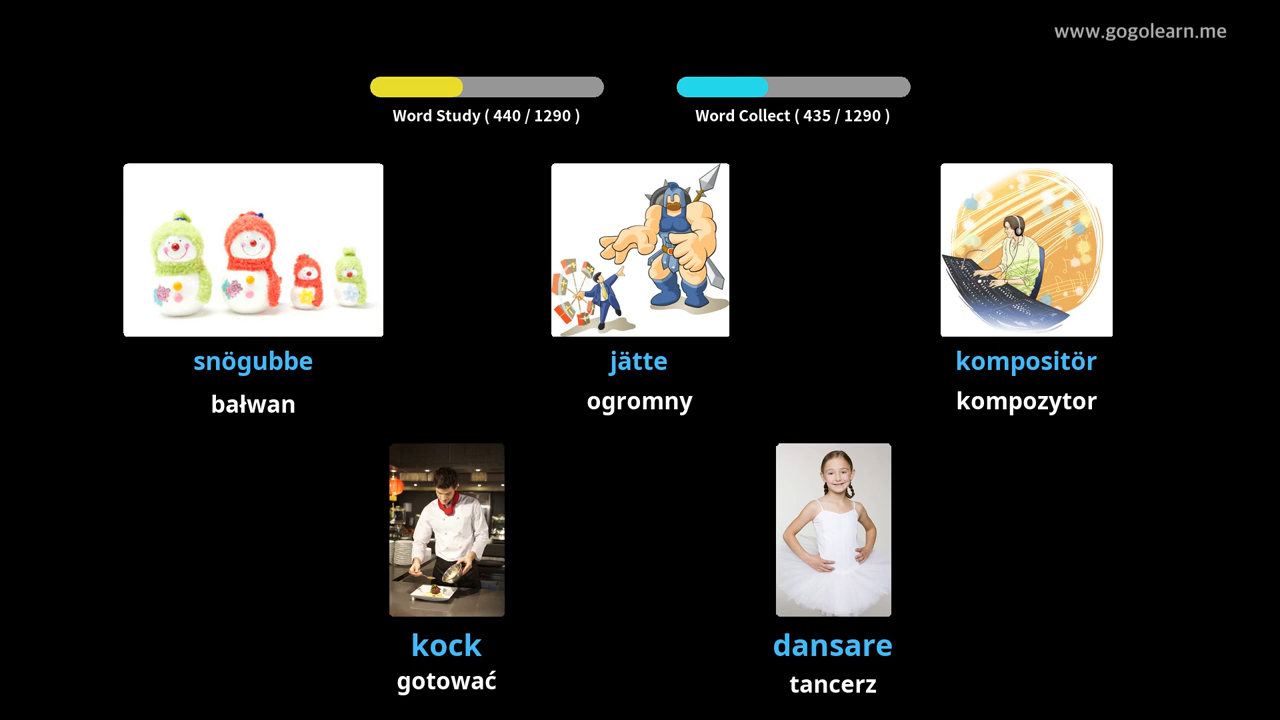 www.gogolearn.me
Word Study ( 440 / 1290 )
Word Collect ( 435 / 1290 )
snögubbe
bałwan
jätte
ogromny
kompositör
kompozytor
kock
gotować
dansare
tancerz